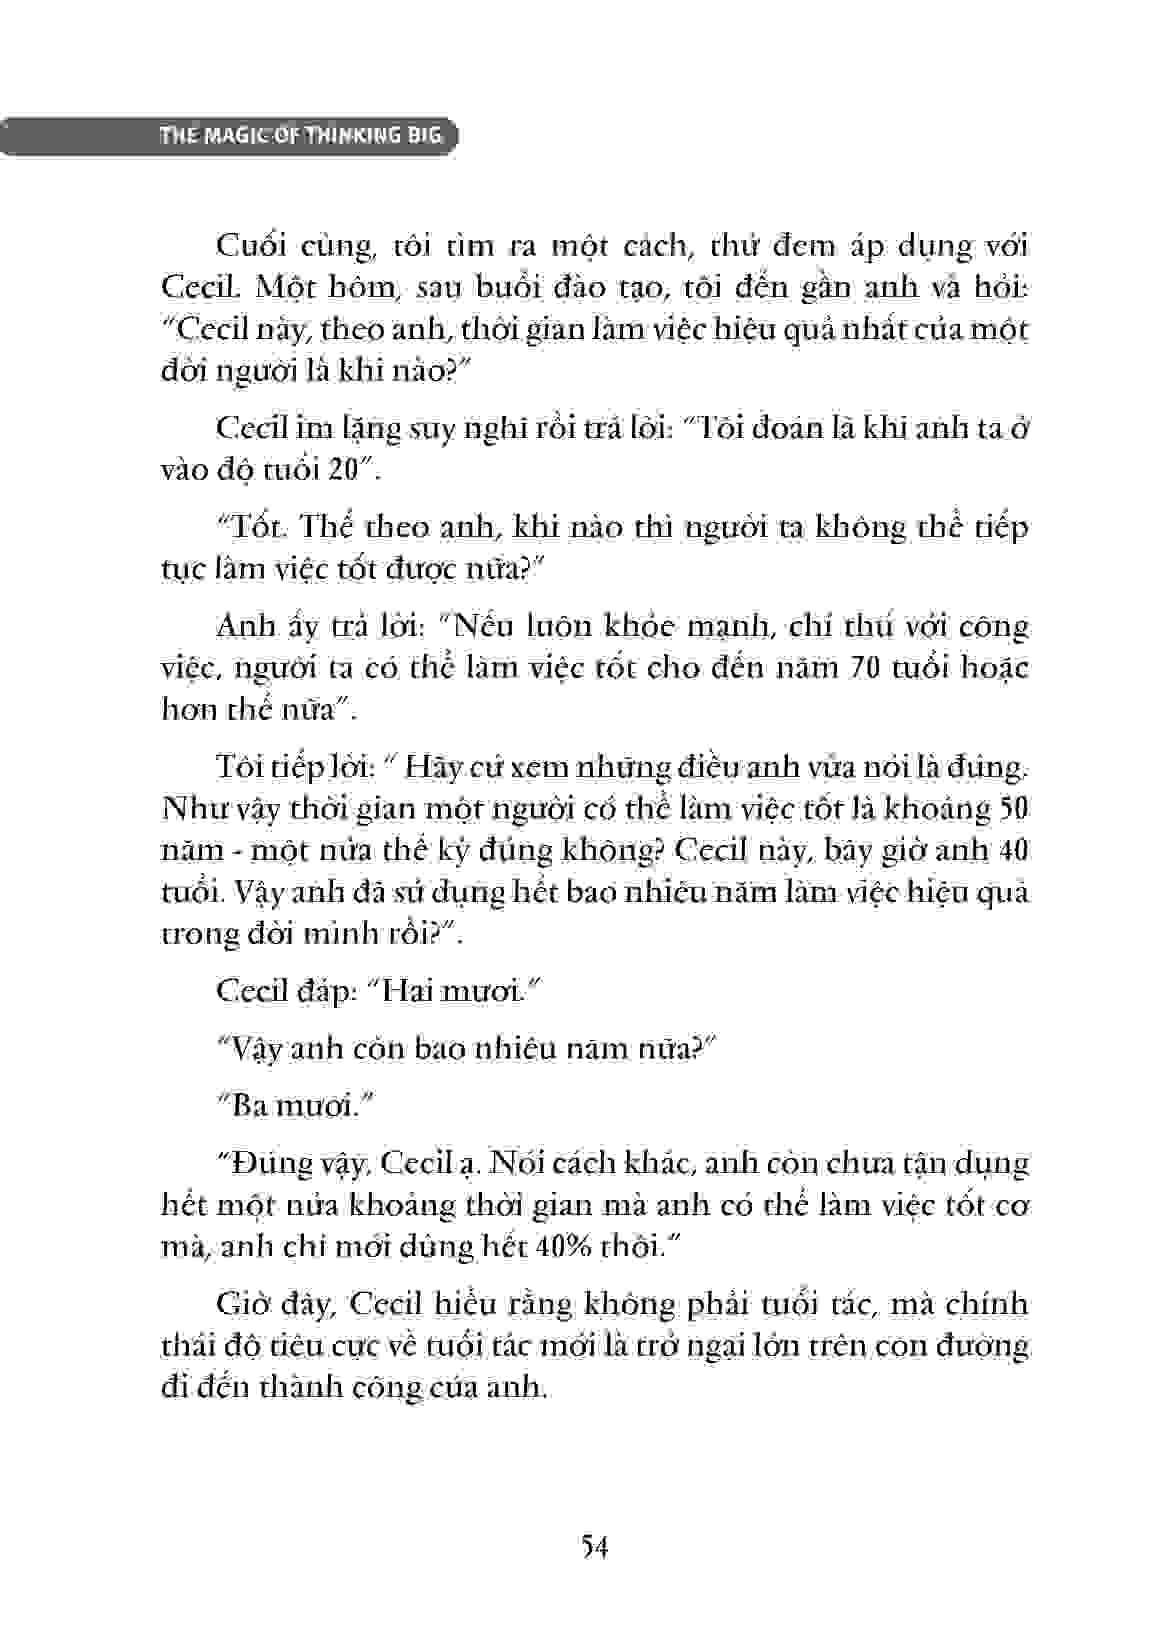 THE MAGIC OF THINKING BIG
Cuối cùng, tôi tìm ra một cách, thử đem áp dụng với
Cecil. Một hôm, sau buổi đào tạo, tôi đến gần anh và hỏi:
“Cecil này, theo anh, thời gian làm việc hiệu quả nhất của một
đời người là khi nào?”
Cecil im lặng suy nghĩ rồi trả lời: “Tôi đoán là khi anh ta ở
vào độ tuổi 20”.
“Tốt. Thế theo anh, khi nào thì người ta không thể tiếp
tục làm việc tốt được nữa?”
Anh ấy trả lời: “Nếu luôn khỏe mạnh, chí thú với công
việc, người ta có thể làm việc tốt cho đến năm 70 tuổi hoặc
hơn thế nữa”.
Tôi tiếp lời: “ Hãy cứ xem những điều anh vừa nói là đúng.
Như vậy thời gian một người có thể làm việc tốt là khoảng 50
năm - một nửa thế kỷ đúng không? Cecil này, bây giờ anh 40
tuổi. Vậy anh đã sử dụng hết bao nhiêu năm làm việc hiệu quả
trong đời mình rồi?”.
Cecil đáp: “Hai mươi.”
“Vậy anh còn bao nhiêu năm nữa?”
“Ba mươi.”
“Đúng vậy, Cecil ạ. Nói cách khác, anh còn chưa tận dụng
hết một nửa khoảng thời gian mà anh có thể làm việc tốt cơ
mà, anh chỉ mới dùng hết 40% thôi.”
Giờ đây, Cecil hiểu rằng không phải tuổi tác, mà chính
thái độ tiêu cực về tuổi tác mới là trở ngại lớn trên con đường
đi đến thành công của anh.
54